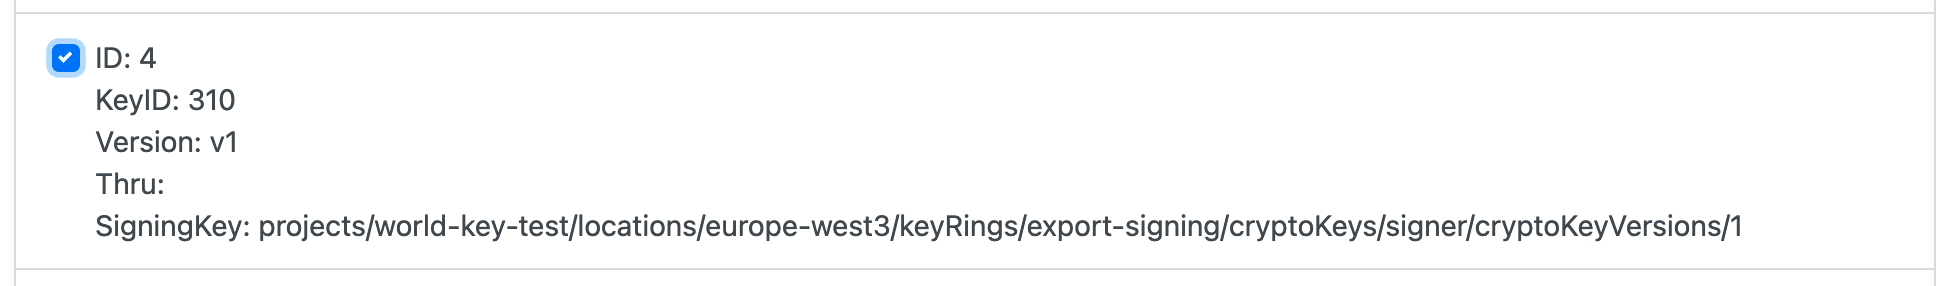 ID: 4
KeyID: 310
Version: v1
Thru:
SigningKey: projects/world-key-test/locations/europe-west3/keyRings/export-signing/cryptoKeys/signer/cryptoKeyVersions/1